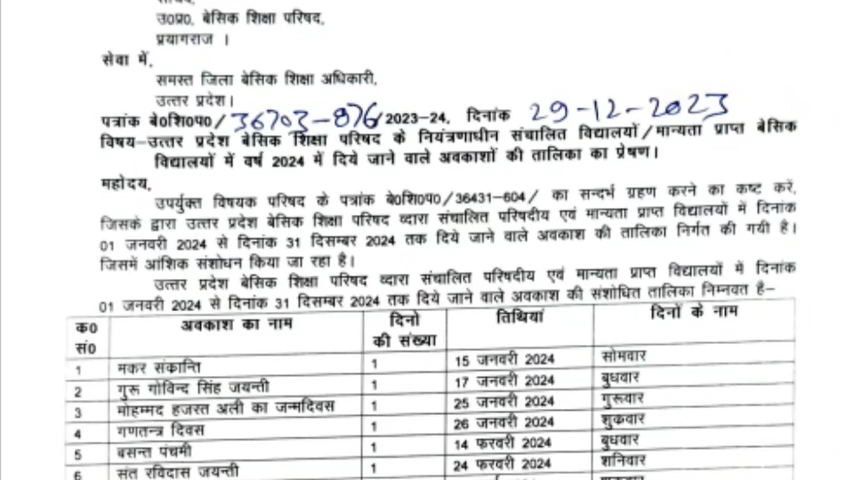 उ0प्र0, बेसिक शिक्षा परिषद,
प्रयागराज ।
सेवा में,
समस्त जिला बेसिक शिक्षा अधिकारी,
उत्तर प्रदेश।
पत्रांक बे0शि0प0/36703-876/2023-24, दिनांक 29-12-2023
विषय-उत्तर प्रदेश बेसिक शिक्षा परिषद के नियंत्रणाधीन संचालित विद्यालयों/मान्यता प्राप्त बेसिक
विद्यालयों में वर्ष 2024 में दिये जाने वाले अवकाशों की तालिका का प्रेषण।
महोदय,
उपर्युक्त विषयक परिषद के पत्रांक बे0शि0प0/36431-604/ का सन्दर्भ ग्रहण करने का कष्ट करें,
जिसके द्वारा उत्तर प्रदेश बेसिक शिक्षा परिषद व्दारा संचालित परिषदीय एवं मान्यता प्राप्त विद्यालयों में दिनांक
01 जनवरी 2024 से दिनांक 31 दिसम्बर 2024 तक दिये जाने वाले अवकाश की तालिका निर्गत की गयी है।
जिसमें आंशिक संशोधन किया जा रहा है।
उत्तर प्रदेश बेसिक शिक्षा परिषद व्दारा संचालित परिषदीय एवं मान्यता प्राप्त विद्यालयों में दिनांक
01 जनवरी 2024 से दिनांक 31 दिसम्बर 2024 तक दिये जाने वाले अवकाश की संशोधित तालिका निम्नवत है-
क0 सं0 अवकाश का नाम दिनो की संख्या तिथियां दिनों के नाम
1 मकर संक्रान्ति 1 15 जनवरी 2024 सोमवार
2 गुरू गोविन्द सिंह जयन्ती 1 17 जनवरी 2024 बुधवार
3 मोहम्मद हजरत अली का जन्मदिवस 1 25 जनवरी 2024 गुरूवार
4 गणतन्त्र दिवस 1 26 जनवरी 2024 शुक्रवार
5 बसन्त पंचमी 1 14 फरवरी 2024 बुधवार
6 संत रविदास जयन्ती 1 24 फरवरी 2024 शनिवार